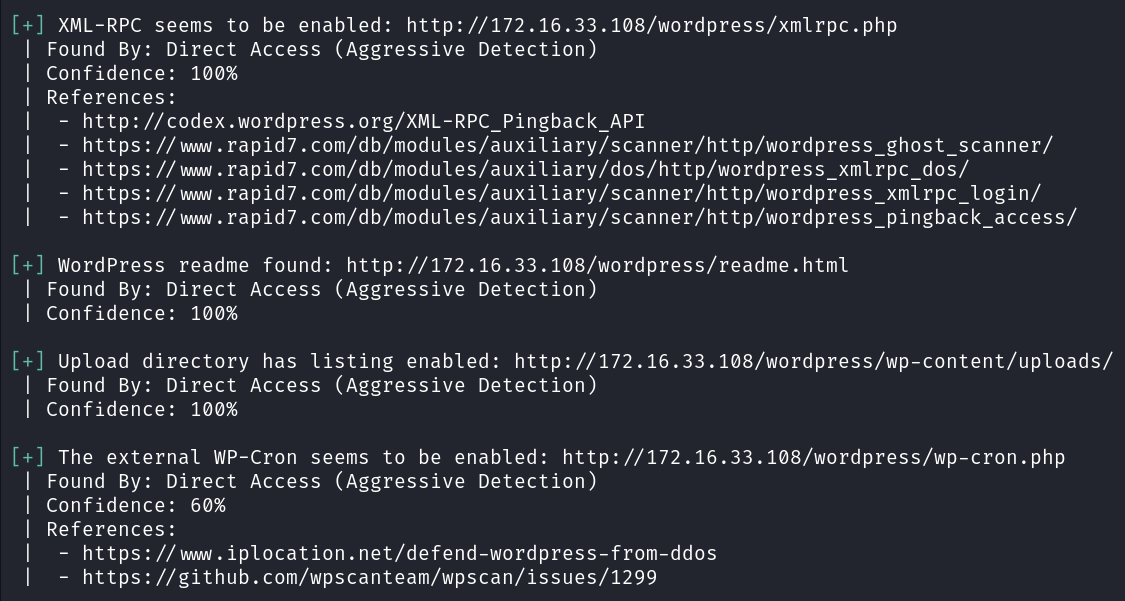 [+] XML-RPC seems to be enabled: http://172.16.33.108/wordpress/xmlrpc.php
 | Found By: Direct Access (Aggressive Detection)
 | Confidence: 100%
 | References:
 |  - http://codex.wordpress.org/XML-RPC_Pingback_API
 |  - https://www.rapid7.com/db/modules/auxiliary/scanner/http/wordpress_ghost_scanner/
 |  - https://www.rapid7.com/db/modules/auxiliary/dos/http/wordpress_xmlrpc_dos/
 |  - https://www.rapid7.com/db/modules/auxiliary/scanner/http/wordpress_xmlrpc_login/
 |  - https://www.rapid7.com/db/modules/auxiliary/scanner/http/wordpress_pingback_access/

[+] WordPress readme found: http://172.16.33.108/wordpress/readme.html
 | Found By: Direct Access (Aggressive Detection)
 | Confidence: 100%

[+] Upload directory has listing enabled: http://172.16.33.108/wordpress/wp-content/uploads/
 | Found By: Direct Access (Aggressive Detection)
 | Confidence: 100%

[+] The external WP-Cron seems to be enabled: http://172.16.33.108/wordpress/wp-cron.php
 | Found By: Direct Access (Aggressive Detection)
 | Confidence: 60%
 | References:
 |  - https://www.iplocation.net/defend-wordpress-from-ddos
 |  - https://github.com/wpscanteam/wpscan/issues/1299